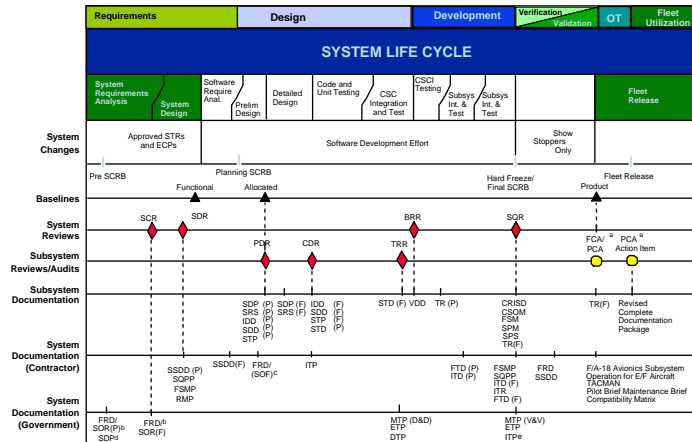 Requirements
Design
Development
Verification
Validation
OT
Fleet
Utilization
SYSTEM LIFE CYCLE
System
Requirements
Analysis
System
Design
Software
Require
Anal.
Prelim
Design
Detailed
Design
Code and
Unit Testing
CSC
Integration
and Test
CSCI
Testing
Subsys
Int. &
Test
Subsys
Int. &
Test
Fleet
Release
System
Changes
Approved STRs
and ECPs
Software Development Effort
Show
Stoppers
Only
Pre SCRB
Planning SCRB
Hard Freeze/
Final SCRB
Fleet Release
Baselines
Functional
Allocated
Product
System
Reviews
SCR
SDR
BRR
SQR
Subsystem
Reviews/Audits
PDR
CDR
TRR
FCA/ a
PCA
PCA a
Action Item
Subsystem
Documentation
SDP (P)
SRS (P)
IDD (P)
SDD (P)
STP (P)
SDP (F)
SRS (F)
IDD (F)
SDD (F)
STP (F)
STD (P)
STD (F)
VDD
TR (P)
CRISD
CSOM
FSM
SPM
SPS
TR(F)
TR(F)
Revised
Complete
Documentation
Package
System
Documentation
(Contractor)
SSDD (P)
SQPP
FSMP
RMP
SSDD(F)
FRD/
(SOF)c
ITP
FTD (P)
ITD (P)
FSMP
SQPP
ITD (F)
ITR
FTD (F)
FRD
SSDD
F/A-18 Avionics Subsystem
Operation for E/F Aircraft
TACMAN
Pilot Brief Maintenance Brief
Compatibility Matrix
System
Documentation
(Government)
FRD/
SOR(P)b
SDPd
FRD/b
SOR(F)
MTP (D&D)
ETP
DTP
MTP (V&V)
ETP
ITPe